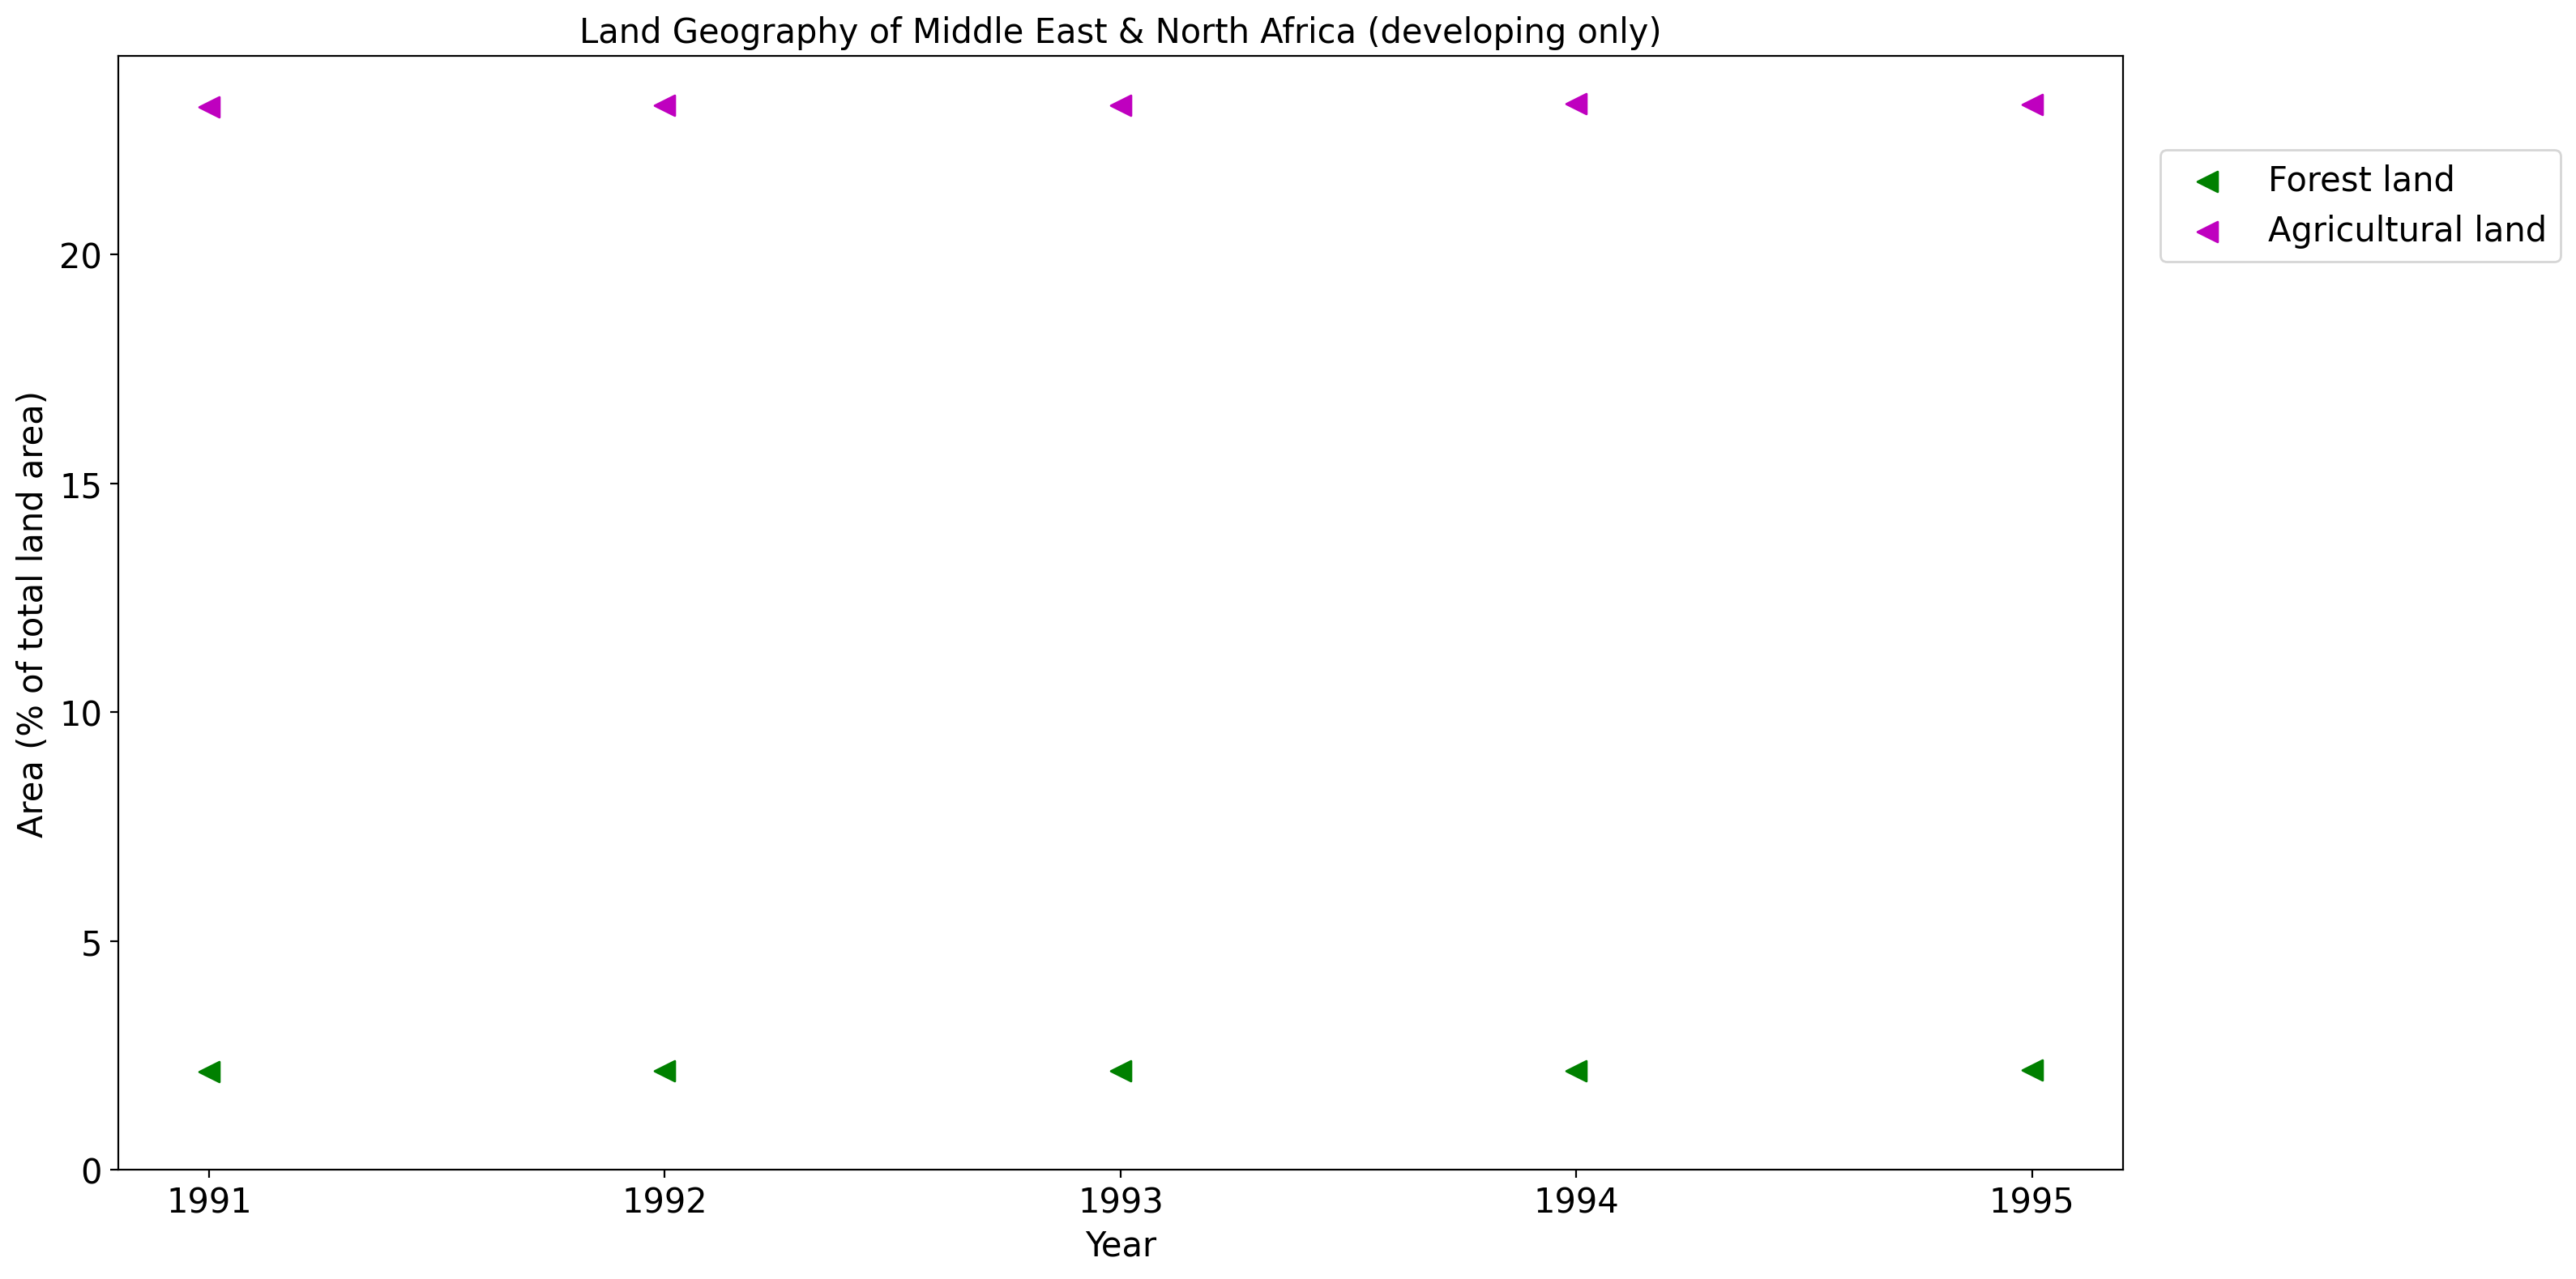 Land Geography of Middle East & North Africa (developing only)
Forest land
Agricultural land
Area (% of total land area)
20
15
10
5
0
1991 1992 1993 1994 1995
Year